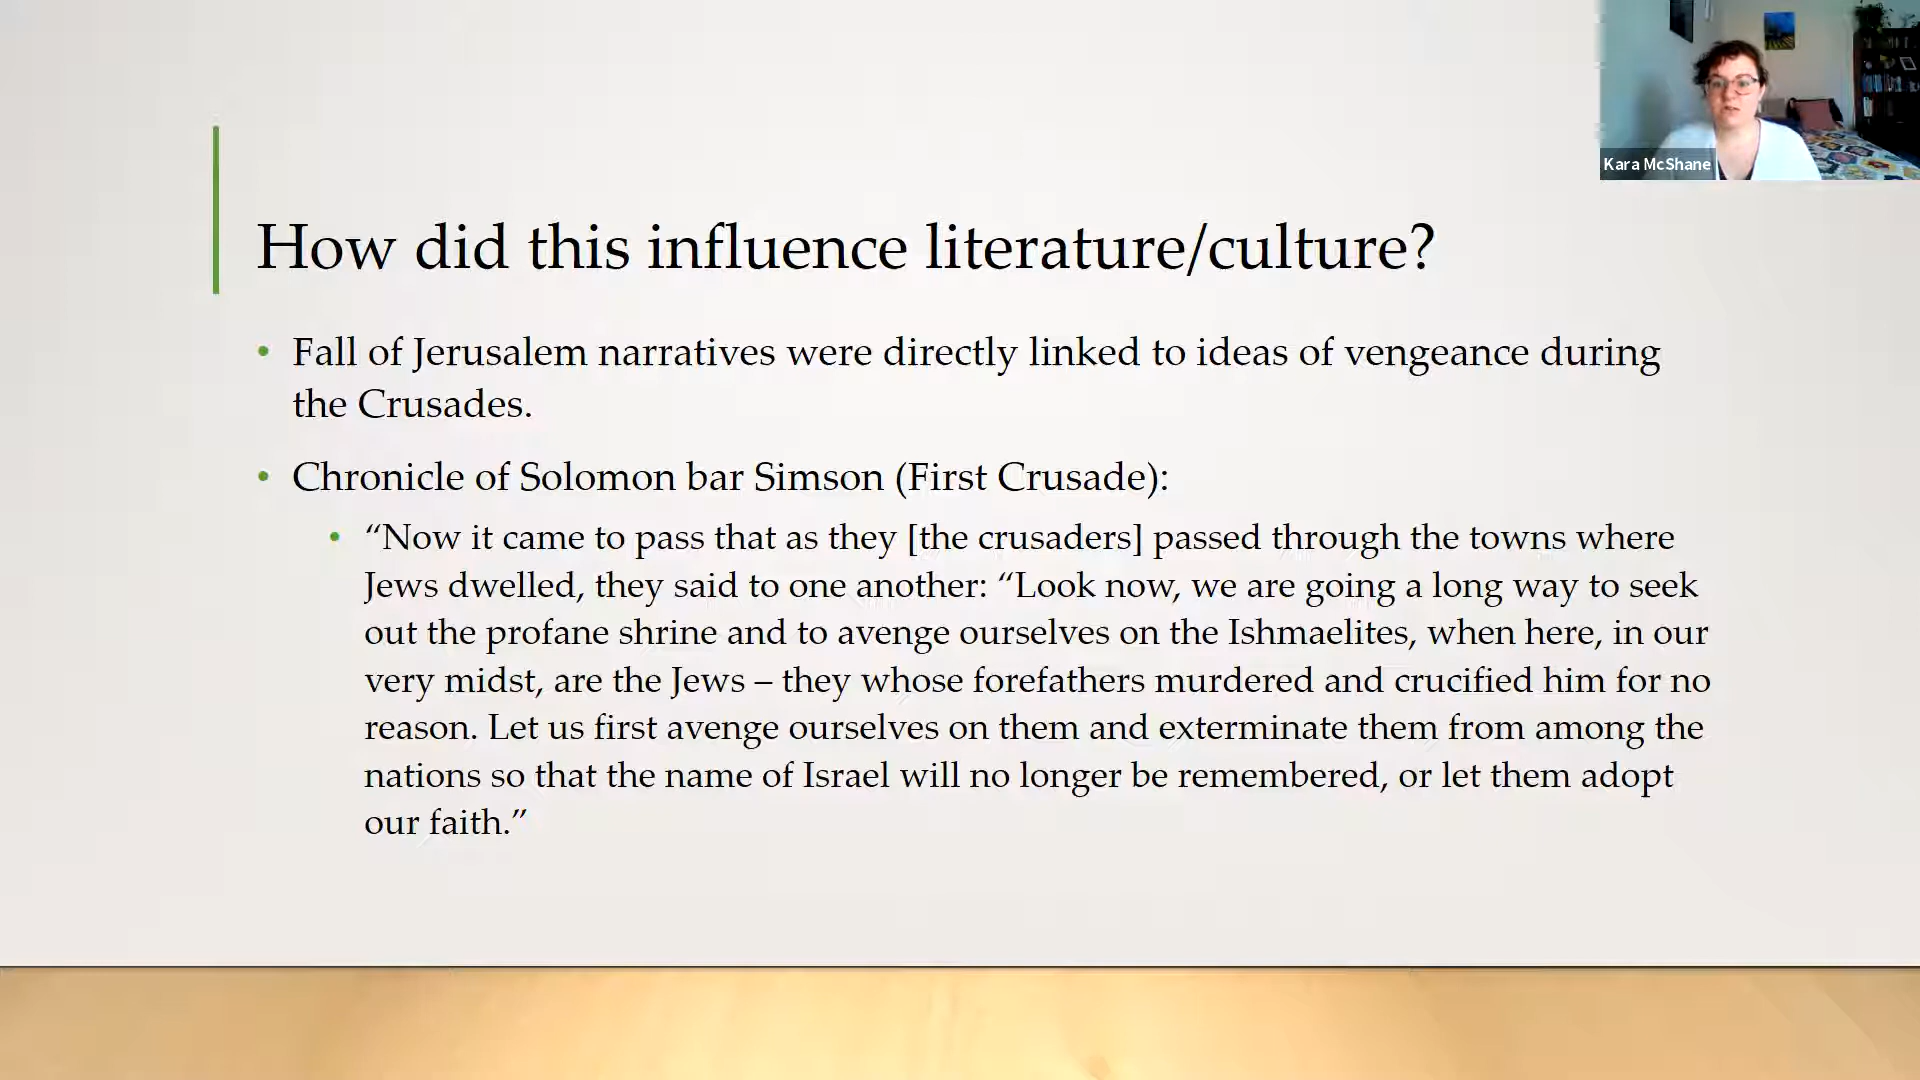 Kara McShane
How did this influence literature/culture?
• Fall of Jerusalem narratives were directly linked to ideas of vengeance during
the Crusades.
• Chronicle of Solomon bar Simson (First Crusade):
• “Now it came to pass that as they [the crusaders] passed through the towns where
Jews dwelled, they said to one another: “Look now, we are going a long way to seek
out the profane shrine and to avenge ourselves on the Ishmaelites, when here, in our
very midst, are the Jews – they whose forefathers murdered and crucified him for no
reason. Let us first avenge ourselves on them and exterminate them from among the
nations so that the name of Israel will no longer be remembered, or let them adopt
our faith.”